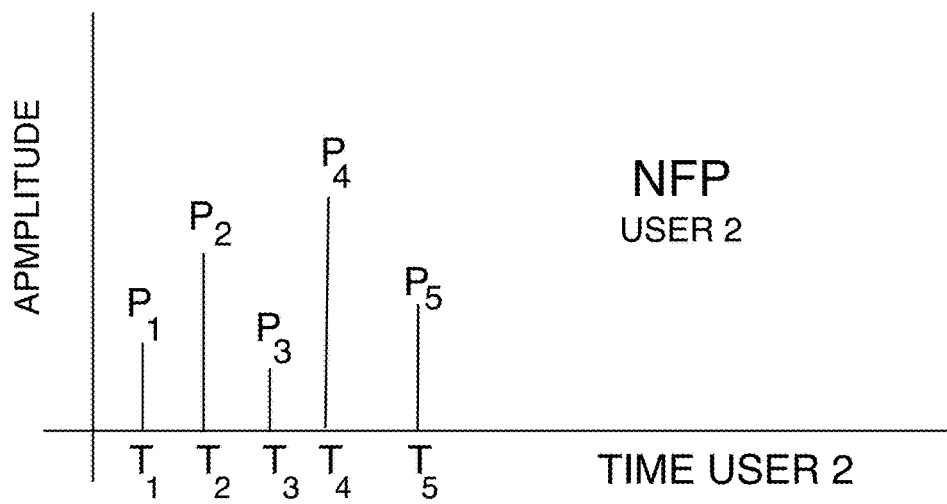 APMPLITUDE
P4
P2
P5
P1
P3
NFP
USER 2
T1 T2 T3 T4 T5
TIME USER 2